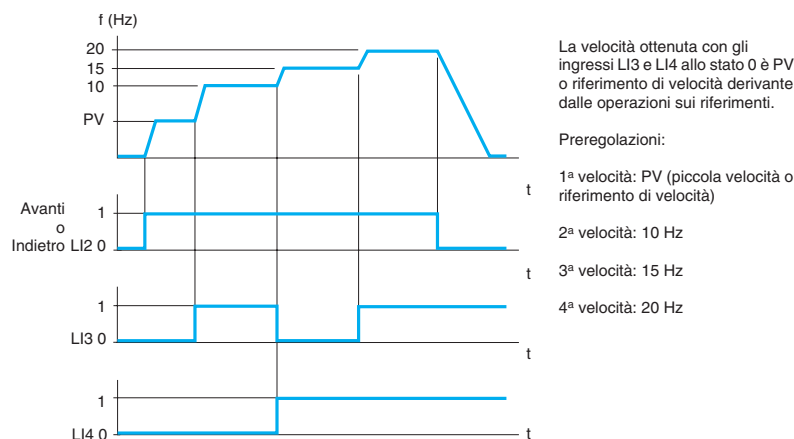 f (Hz)
20
15
10
PV
t
Avanti
o
Indietro LI2 0
1
t
1
LI3 0
t
1
LI4 0
t
La velocità ottenuta con gli
ingressi LI3 e LI4 allo stato 0 è PV
o riferimento di velocità derivante
dalle operazioni sui riferimenti.
Preregolazioni:
1ª velocità: PV (piccola velocità o
riferimento di velocità)
2ª velocità: 10 Hz
3ª velocità: 15 Hz
4ª velocità: 20 Hz